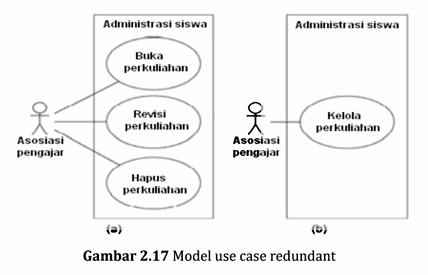 Administrasi siswa
Buka
perkuliahan
Revisi
perkuliahan
Hapus
perkuliahan
Asosiasi
pengajar
(a)
Administrasi siswa
Kelola
perkuliahan
Asosiasi
pengajar
(b)
Gambar 2.17 Model use case redundant